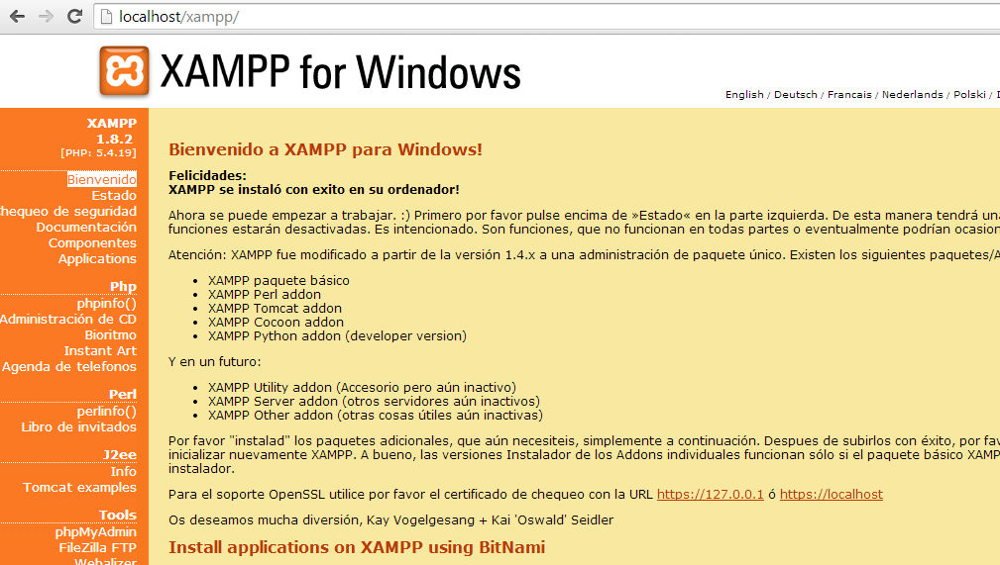 localhost/xampp/
XAMPP for Windows
English / Deutsch / Francais / Nederlands / Polski /
XAMPP
1.8.2
[PHP: 5.4.19]
Bienvenido
Estado
chequeo de seguridad
Documentación
Componentes
Applications
Php
phpinfo()
Administración de CD
Bioritmo
Instant Art
Agenda de telefonos
Perl
perlinfo()
Libro de invitados
J2ee
Info
Tomcat examples
Tools
phpMyAdmin
FileZilla FTP
Webalizer
Bienvenido a XAMPP para Windows!
Felicidades:
XAMPP se instaló con exito en su ordenador!
Ahora se puede empezar a trabajar. :) Primero por favor pulse encima de »Estado« en la parte izquierda. De esta manera tendrá
funciones estarán desactivadas. Es intencionado. Son funciones, que no funcionan en todas partes o eventualmente podrían
Atención: XAMPP fue modificado a partir de la versión 1.4.x a una administración de paquete único. Existen los siguientes paquetes/A
• XAMPP paquete básico
• XAMPP Perl addon
• XAMPP Tomcat addon
• XAMPP Cocoon addon
• XAMPP Python addon (developer version)
Y en un futuro:
• XAMPP Utility addon (Accesorio pero aún inactivo)
• XAMPP Server addon (otros servidores aún inactivos)
• XAMPP Other addon (otras cosas útiles aún inactivas)
Por favor "instalad" los paquetes adicionales, que aún necesiteis, simplemente a continuación. Despues de subirlos con éxito, por
inicializar nuevamente XAMPP. A bueno, las versiones Instalador de los Addons individuales funcionan sólo si el paquete básico XAMP
instalador.
Para el soporte OpenSSL utilice por favor el certificado de chequeo con la URL https://127.0.0.1 ó https://localhost
Os deseamos mucha diversión, Kay Vogelgesang + Kai 'Oswald' Seidler
Install applications on XAMPP using BitNami